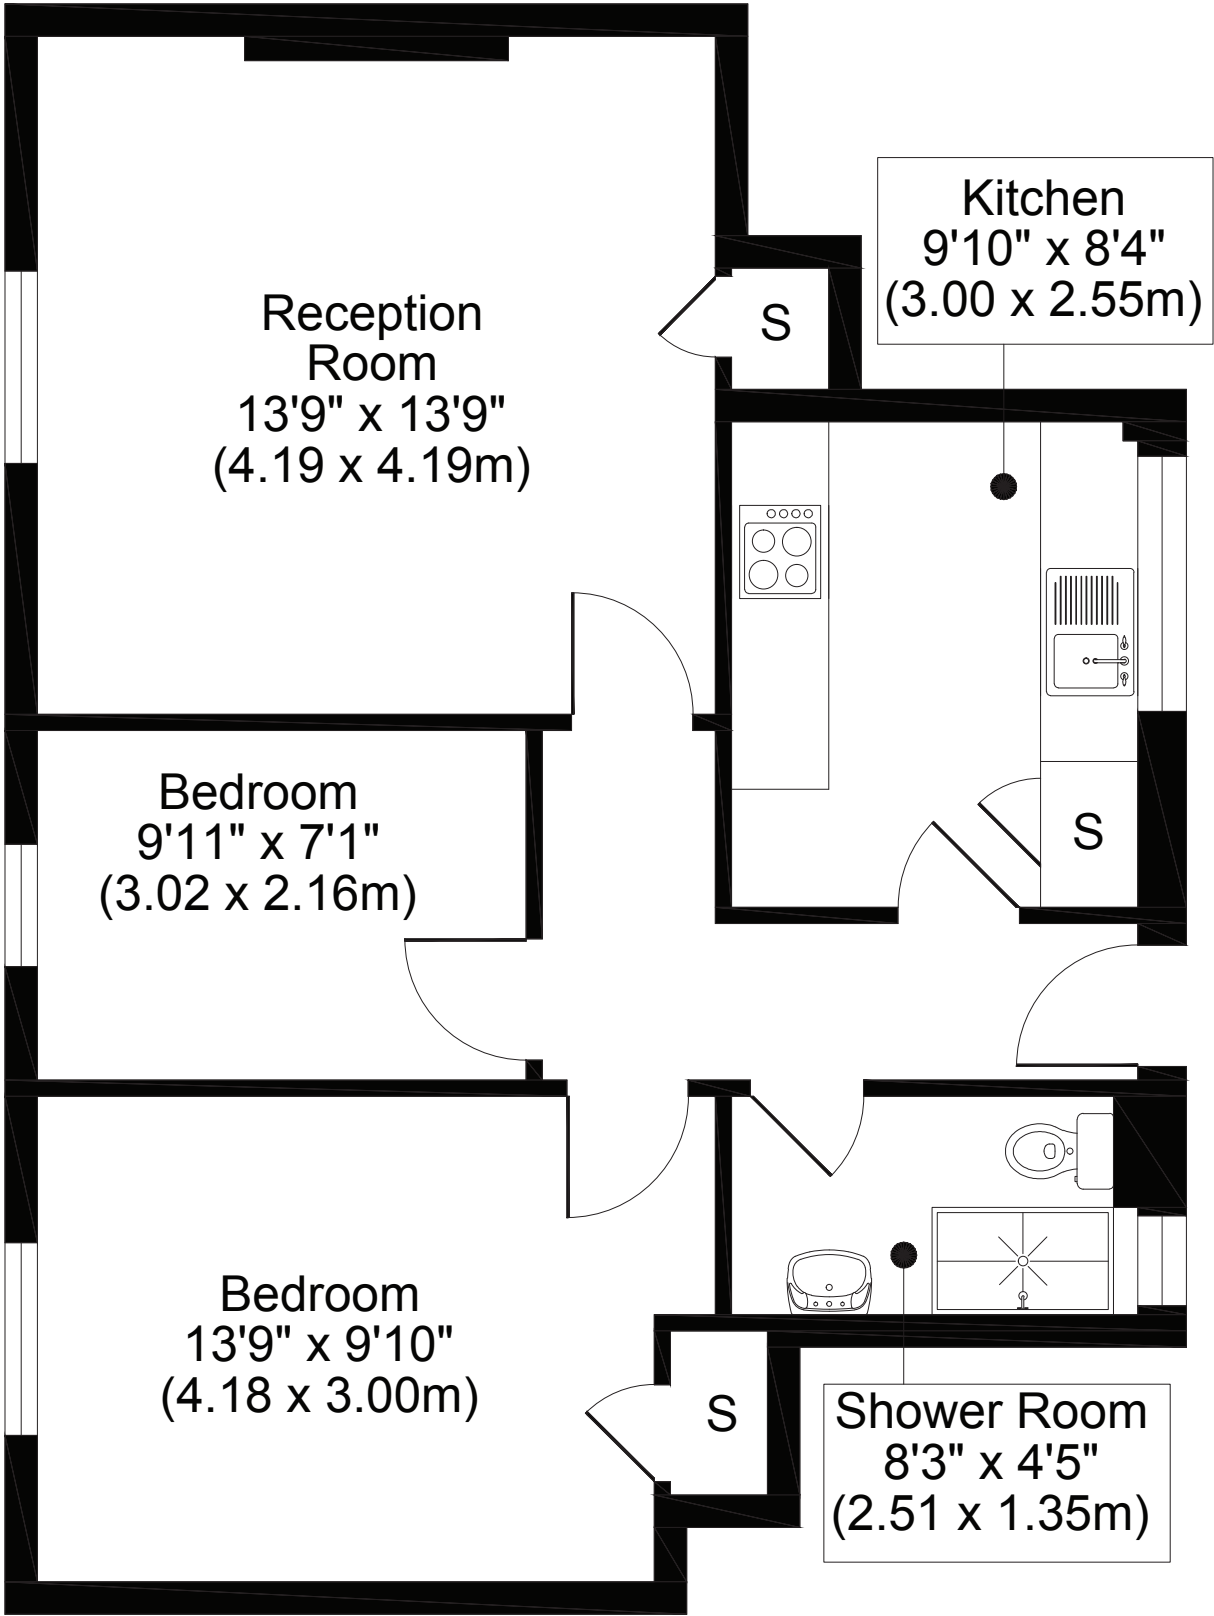 Kitchen
9'10" x 8'4"
(3.00 x 2.55m)
Reception
Room
13'9" x 13'9"
(4.19 x 4.19m)
S
Bedroom
9'11" x 7'1"
(3.02 x 2.16m)
S
Bedroom
13'9" x 9'10"
(4.18 x 3.00m)
S
Shower Room
8'3" x 4'5"
(2.51 x 1.35m)